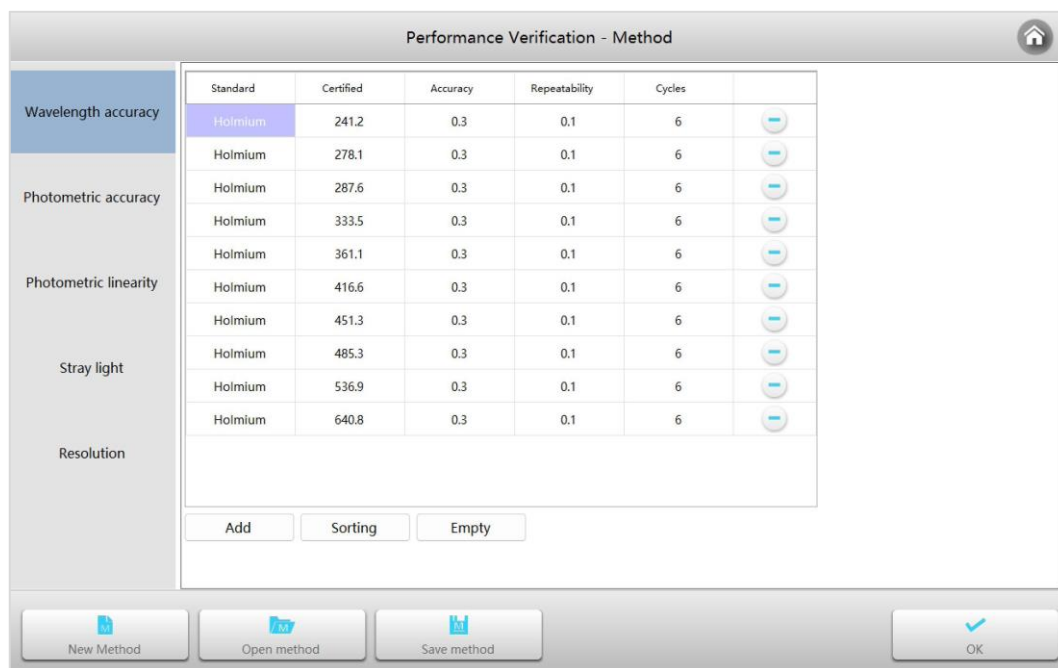 Performance Verification - Method
Wavelength accuracy
Photometric accuracy
Photometric linearity
Stray light
Resolution
Standard Certified Accuracy Repeatability Cycles
Holmium 241.2 0.3 0.1 6
Holmium 278.1 0.3 0.1 6
Holmium 287.6 0.3 0.1 6
Holmium 333.5 0.3 0.1 6
Holmium 361.1 0.3 0.1 6
Holmium 416.6 0.3 0.1 6
Holmium 451.3 0.3 0.1 6
Holmium 485.3 0.3 0.1 6
Holmium 536.9 0.3 0.1 6
Holmium 640.8 0.3 0.1 6
Add Sorting Empty
M M M
New Method Open method Save method OK